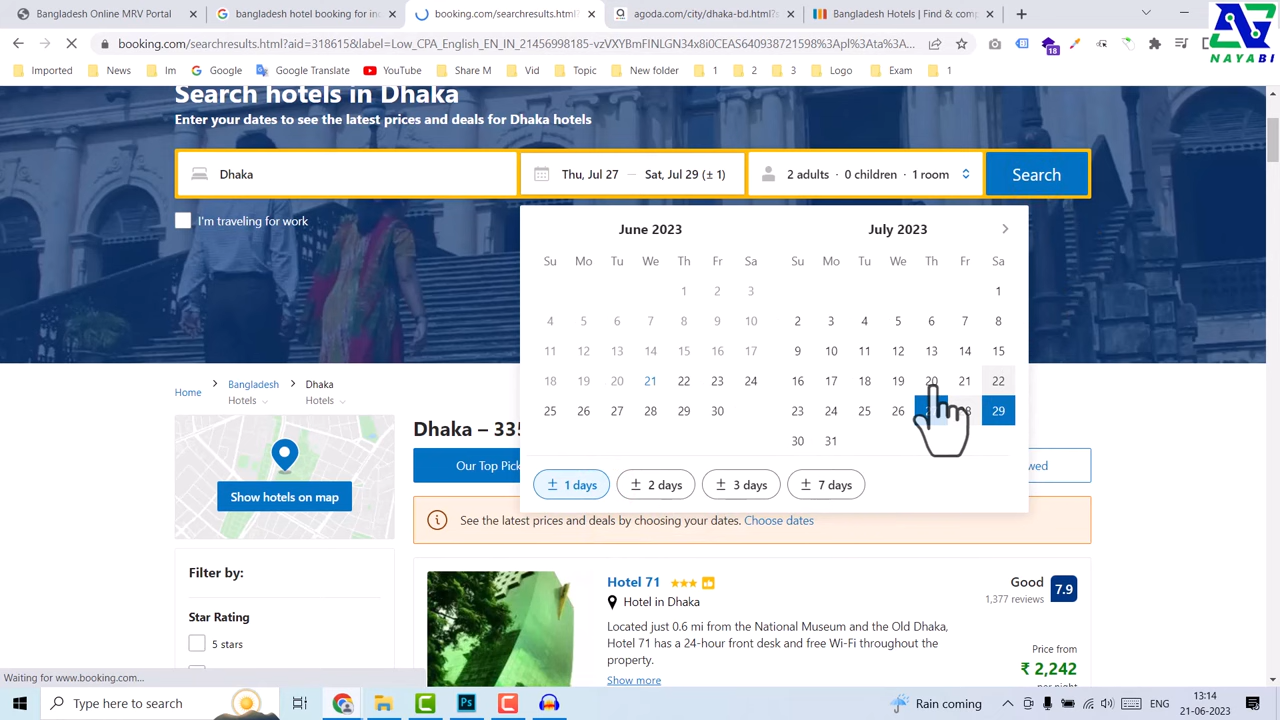 Bangladesh Online MRV Portal
bangladesh hotel booking for in
booking.com/searchresults.html
agoda.com/city/dhaka-bd.html?
Bangladesh Hotels | Find & comp
NAYABI
18
Imported
News
Im
Google
Google Translate
YouTube
Share M
Vid
Topic
New folder
1
2
3
Logo
Exam
1
Search hotels in Dhaka
Enter your dates to see the latest prices and deals for Dhaka hotels
Dhaka
Thu, Jul 27 — Sat, Jul 29 (± 1)
2 adults · 0 children · 1 room
Search
I'm traveling for work
June 2023
Su Mo Tu We Th Fr Sa
1 2 3
4 5 6 7 8 9 10
11 12 13 14 15 16 17
18 19 20 21 22 23 24
25 26 27 28 29 30
July 2023
Su Mo Tu We Th Fr Sa
1
2 3 4 5 6 7 8
9 10 11 12 13 14 15
16 17 18 19 20 21 22
23 24 25 26 29
30 31
± 1 days
± 2 days
± 3 days
± 7 days
Home
Bangladesh
Hotels
Dhaka
Hotels
Show hotels on map
Dhaka – 335
Our Top Pick
See the latest prices and deals by choosing your dates. Choose dates
Filter by:
Star Rating
5 stars
Hotel 71
Hotel in Dhaka
Located just 0.6 mi from the National Museum and the Old Dhaka,
Hotel 71 has a 24-hour front desk and free Wi-Fi throughout the
property.
Show more
Good
1,377 reviews
7.9
Price from
₹ 2,242
Waiting for www.booking.com...
Type here to search
Ps
Rain coming
ENG
13:14
21-06-2023